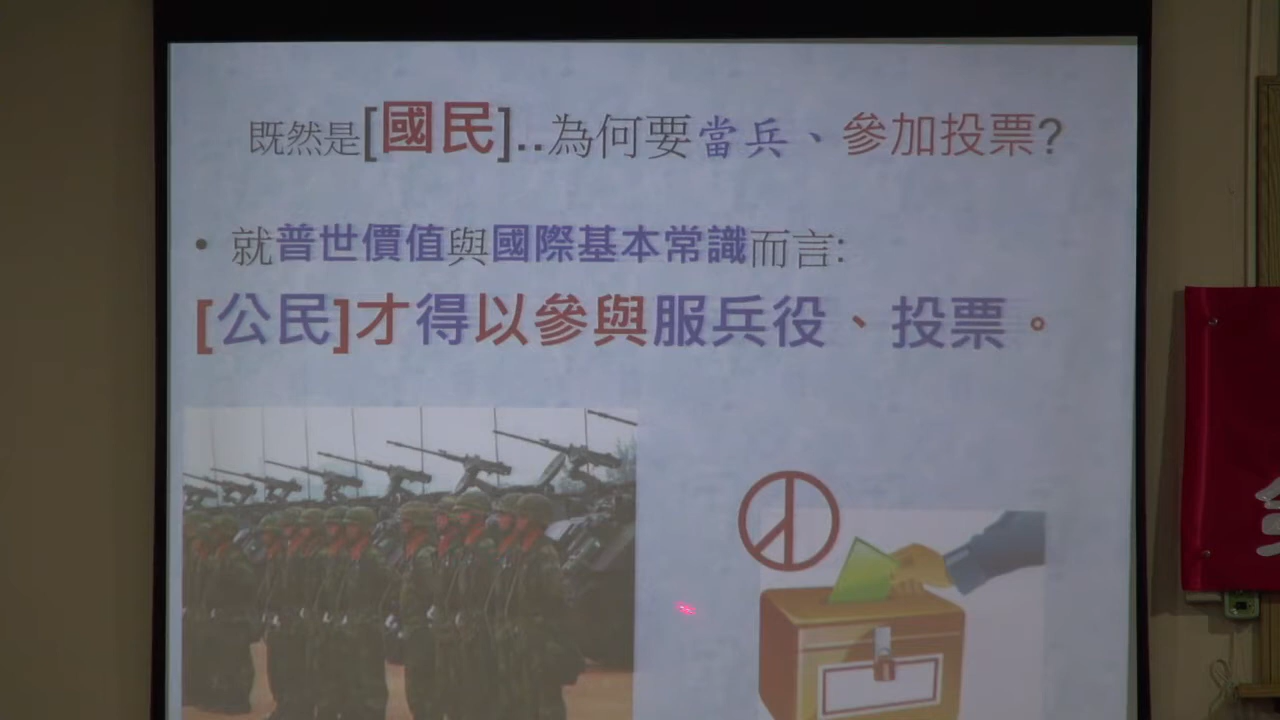 既然是[國民]..為何要當兵、參加投票?
• 就普世價值與國際基本常識而言:
[公民]才得以參與服兵役、投票。